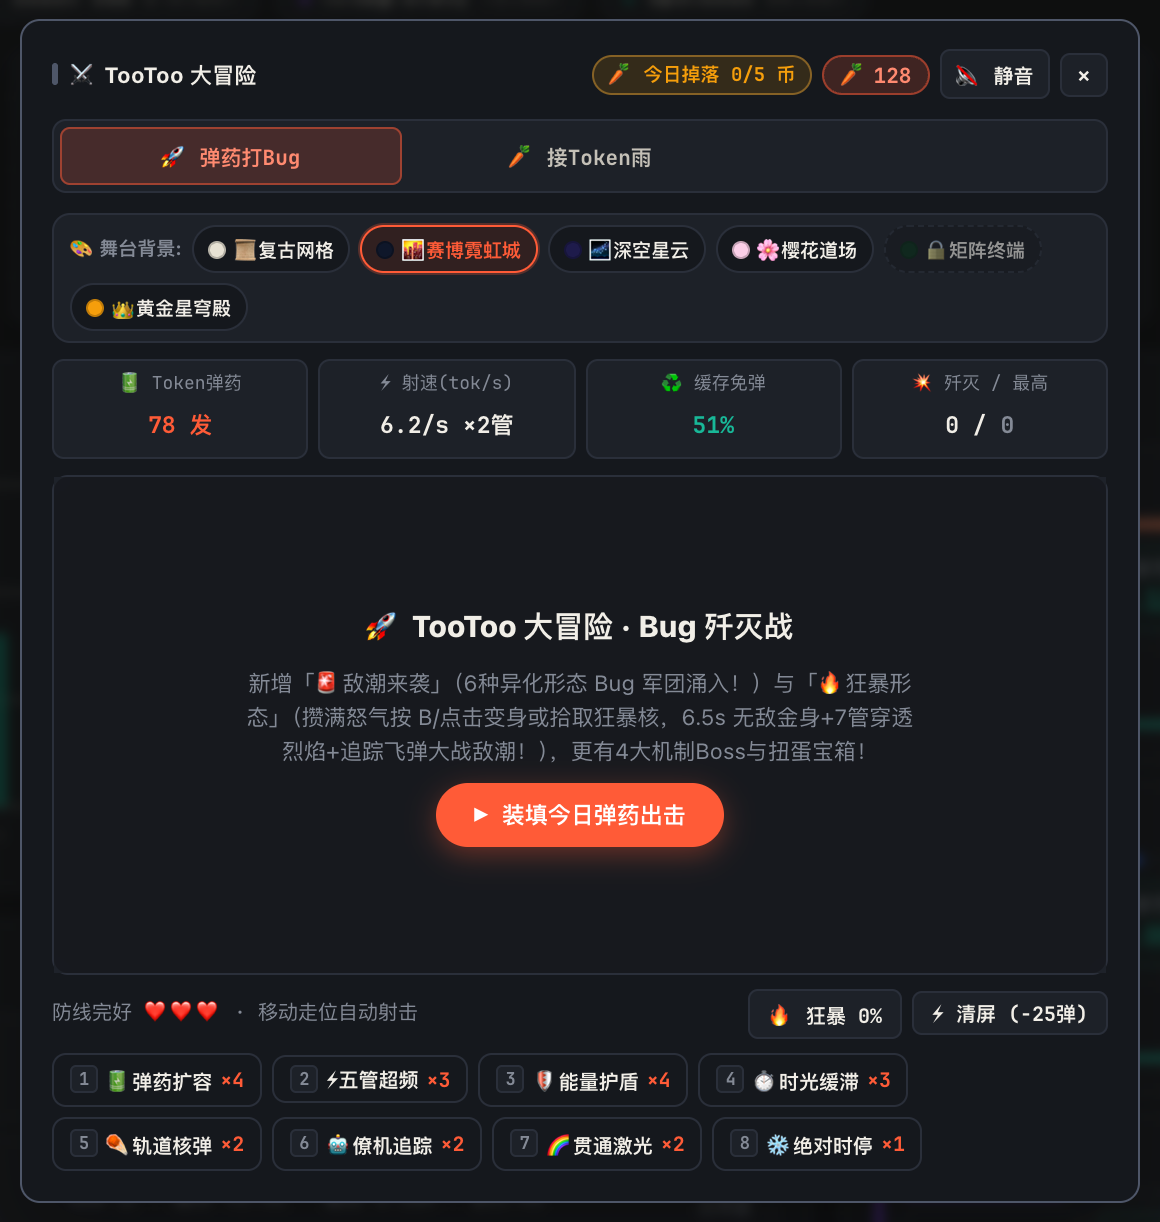 TooToo 大冒险
今日掉落 0/5 币
128
静音
×
弹药打Bug
接Token雨
舞台背景:
复古网格
赛博霓虹城
深空星云
樱花道场
矩阵终端
黄金星穹殿
Token弹药
78 发
射速(tok/s)
6.2/s ×2管
缓存免弹
51%
歼灭 / 最高
0 / 0
TooToo 大冒险 · Bug 歼灭战
新增「🚨敌潮来袭」（6种异化形态 Bug 军团涌入！）与「🔥狂暴形
态」（攒满怒气按 B/点击变身或拾取狂暴核，6.5s 无敌金身+7管穿透
烈焰+追踪飞弹大战敌潮！），更有4大机制Boss与扭蛋宝箱！
▶ 装填今日弹药出击
防线完好 ❤️❤️❤️ · 移动走位自动射击
狂暴 0%
⚡清屏 (-25弹)
1 弹药扩容 ×4
2 ⚡五管超频 ×3
3 能量护盾 ×4
4 时光缓滞 ×3
5 轨道核弹 ×2
6 僚机追踪 ×2
7 贯通激光 ×2
8 绝对时停 ×1